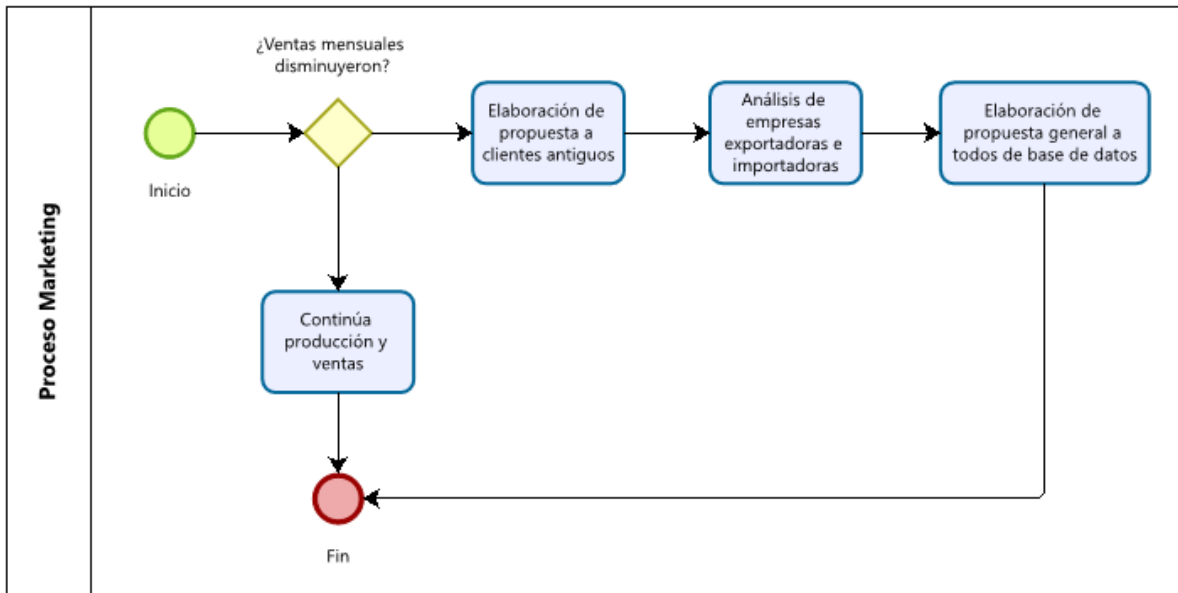 Proceso Marketing
¿Ventas mensuales
disminuyeron?
Inicio
Elaboración de
propuesta a
clientes antiguos
Análisis de
empresas
exportadoras e
importadoras
Elaboración de
propuesta general a
todos de base de datos
Continúa
producción y
ventas
Fin